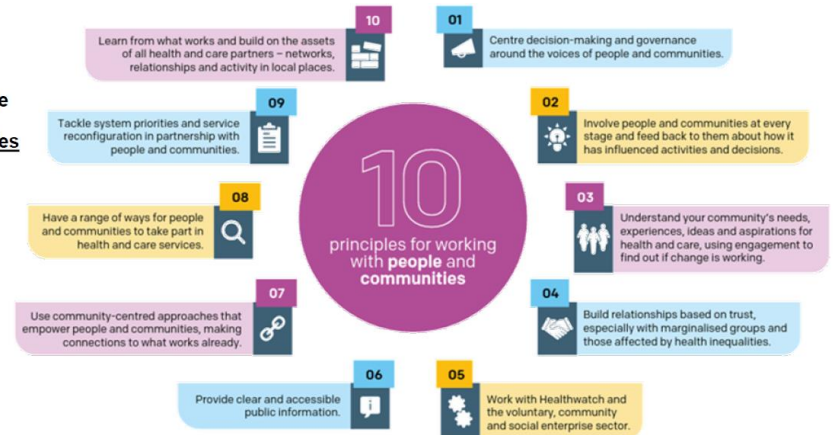 10
principles for working
with people and
communities
01
Centre decision-making and governance
around the voices of people and communities.
02
Involve people and communities at every
stage and feed back to them about how it
has influenced activities and decisions.
03
Understand your community's needs,
experiences, ideas and aspirations for
health and care, using engagement to
find out if change is working.
04
Build relationships based on trust,
especially with marginalised groups and
those affected by health inequalities.
05
Work with Healthwatch and
the voluntary, community
and social enterprise sector.
06
Provide clear and accessible
public information.
07
Use community-centred approaches that
empower people and communities, making
connections to what works already.
08
Have a range of ways for people
and communities to take part in
health and care services.
09
Tackle system priorities and service
reconfiguration in partnership with
people and communities.
10
Learn from what works and build on the assets
of all health and care partners – networks,
relationships and activity in local places.